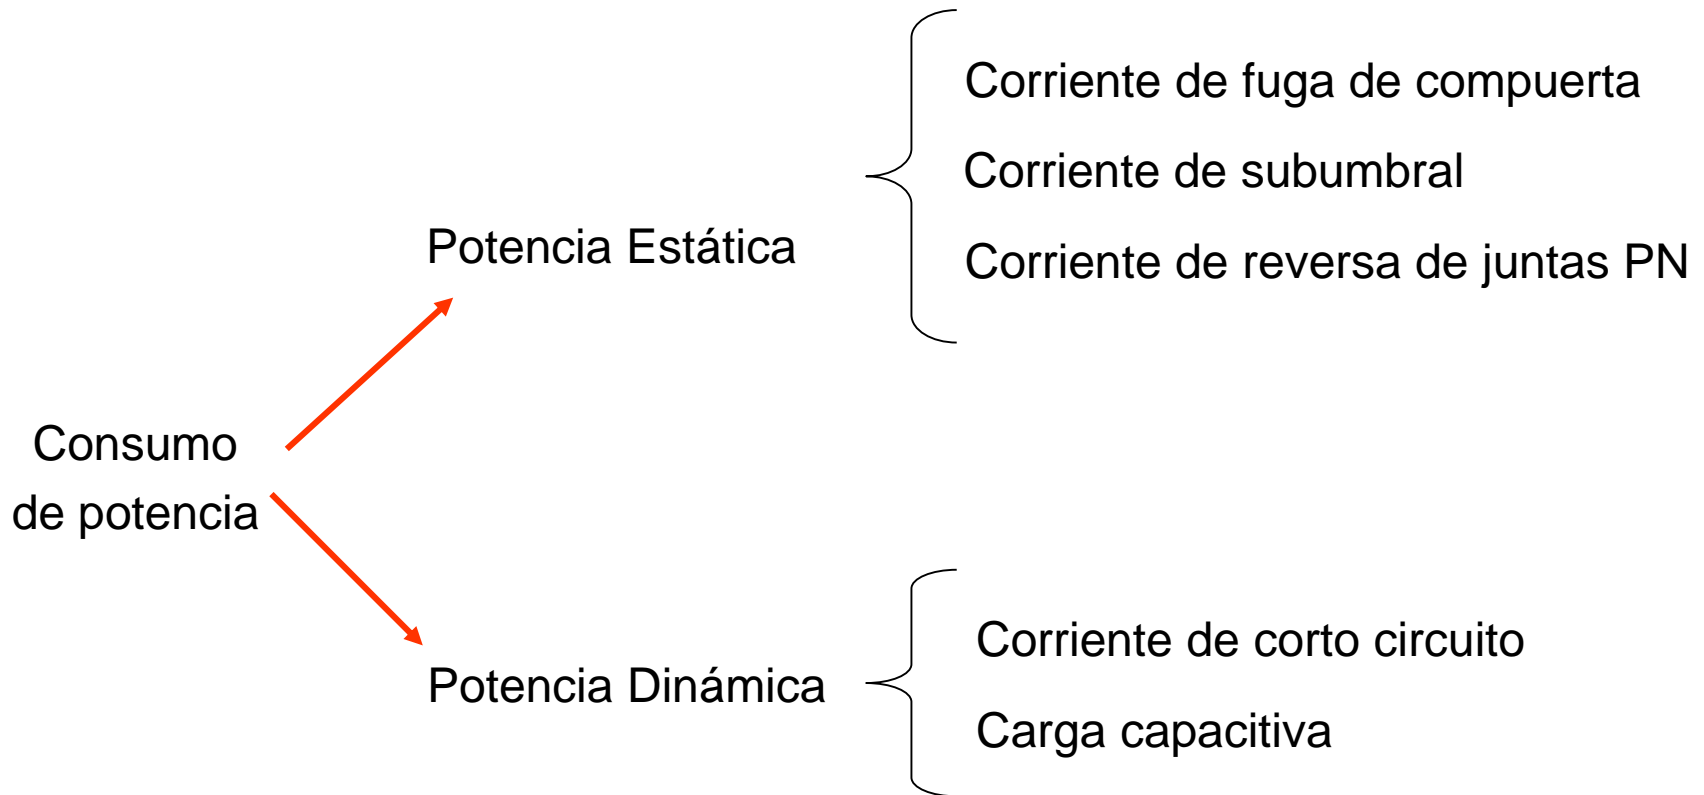 Consumo
de potencia
Potencia Estática
Corriente de fuga de compuerta
Corriente de subumbral
Corriente de reversa de juntas PN
Potencia Dinámica
Corriente de corto circuito
Carga capacitiva